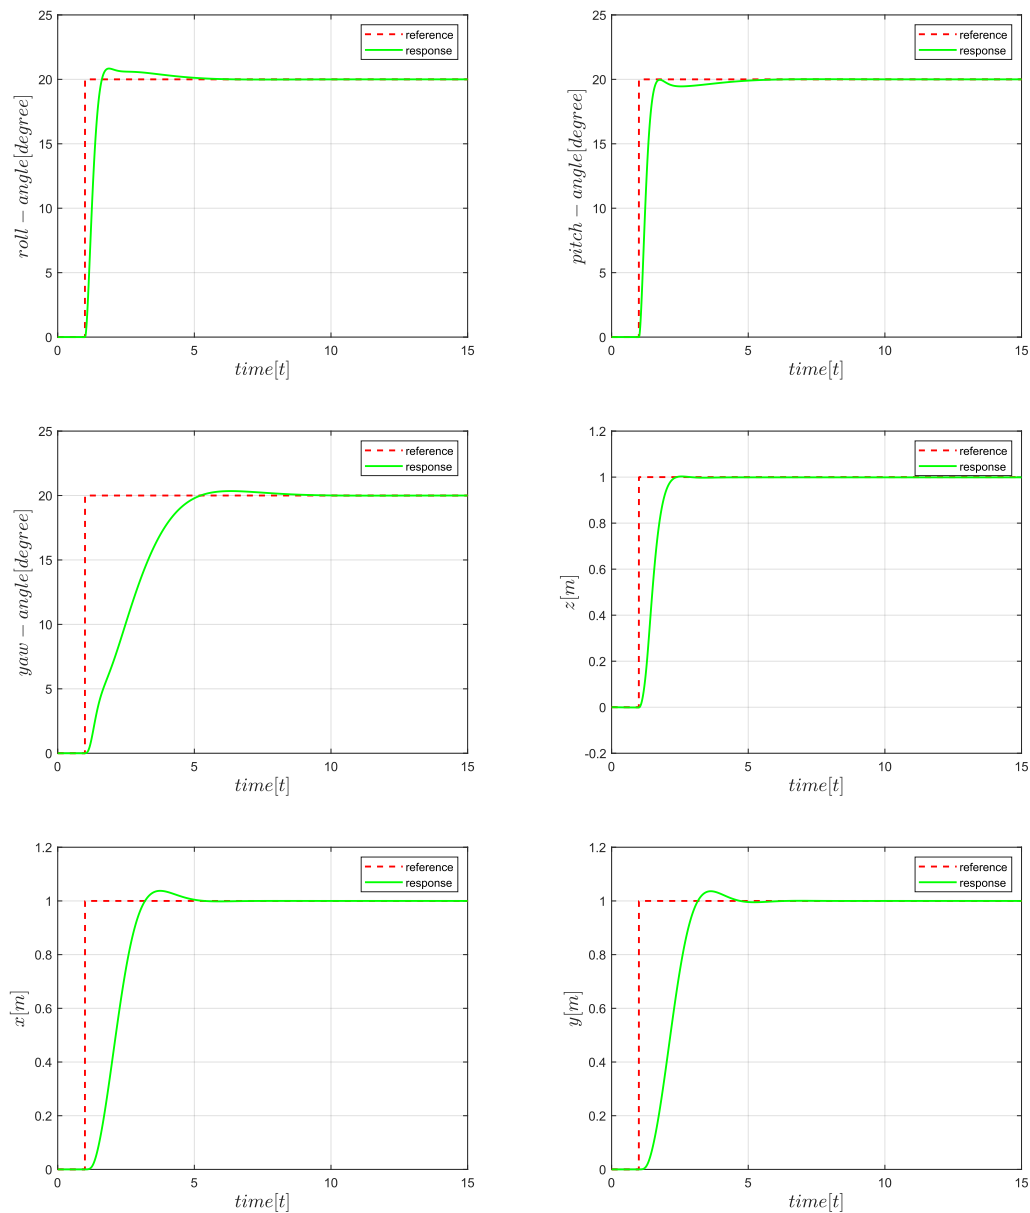 25
20
15
10
5
0
roll − angle[degree]
reference
response
0 5 10 15
time[t]
25
20
15
10
5
0
pitch − angle[degree]
reference
response
0 5 10 15
time[t]
25
20
15
10
5
0
yaw − angle[degree]
reference
response
0 5 10 15
time[t]
1.2
1
0.8
0.6
0.4
0.2
0
-0.2
z[m]
reference
response
0 5 10 15
time[t]
1.2
1
0.8
0.6
0.4
0.2
0
x[m]
reference
response
0 5 10 15
time[t]
1.2
1
0.8
0.6
0.4
0.2
0
y[m]
reference
response
0 5 10 15
time[t]